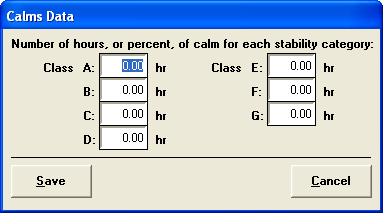 Calms Data
Number of hours, or percent, of calm for each stability category:
Class A: 0.00 hr Class E: 0.00 hr
B: 0.00 hr F: 0.00 hr
C: 0.00 hr G: 0.00 hr
D: 0.00 hr
Save Cancel